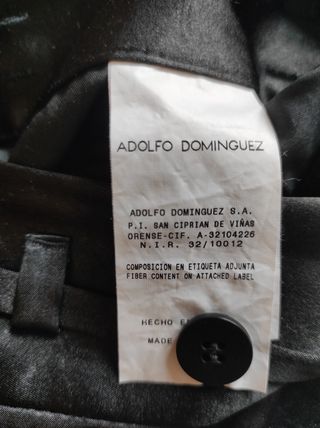 ADOLFO DOMINGUEZ
ADOLFO DOMINGUEZ S.A.
P.I. SAN CIPRIAN DE VIÑAS
ORENSE-CIF. A-32104226
N.I.R. 32/10012
COMPOSICION EN ETIQUETA ADJUNTA
FIBER CONTENT ON ATTACHED LABEL
HECHO
MADE